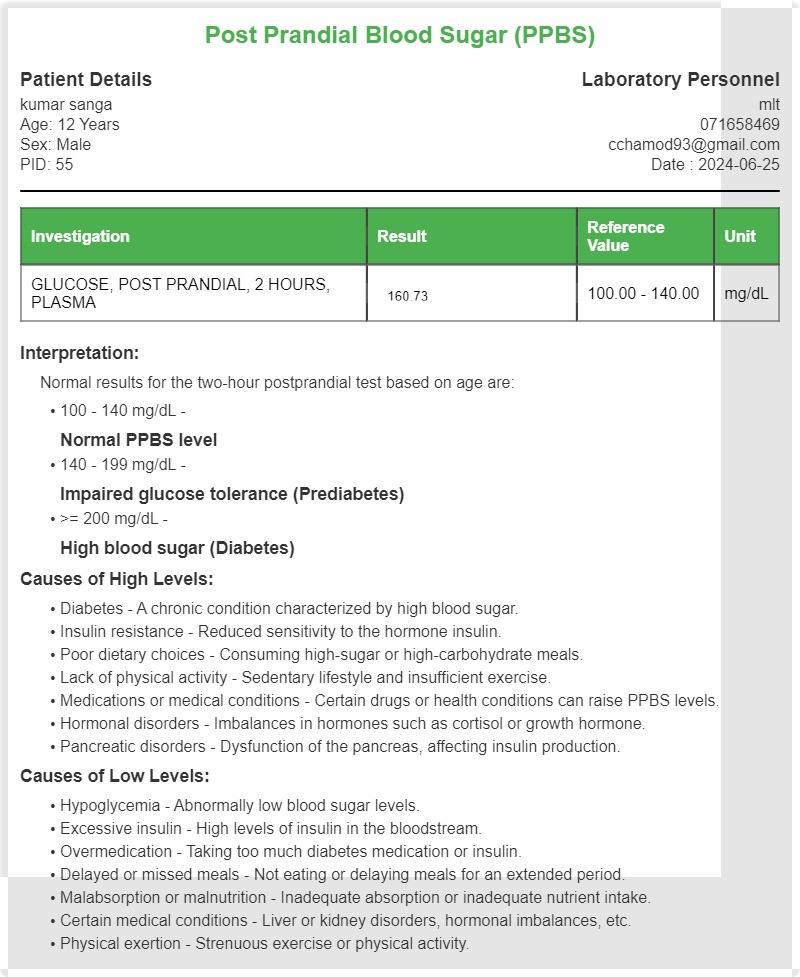 Post Prandial Blood Sugar (PPBS)
Patient Details
kumar sanga
Age: 12 Years
Sex: Male
PID: 55
Laboratory Personnel
mlt
071658469
cchamod93@gmail.com
Date : 2024-06-25
Investigation
Result
Reference
Value
Unit
GLUCOSE, POST PRANDIAL, 2 HOURS,
PLASMA
160.73
100.00 - 140.00
mg/dL
Interpretation:
Normal results for the two-hour postprandial test based on age are:
• 100 - 140 mg/dL -
Normal PPBS level
• 140 - 199 mg/dL -
Impaired glucose tolerance (Prediabetes)
• >= 200 mg/dL -
High blood sugar (Diabetes)
Causes of High Levels:
• Diabetes - A chronic condition characterized by high blood sugar.
• Insulin resistance - Reduced sensitivity to the hormone insulin.
• Poor dietary choices - Consuming high-sugar or high-carbohydrate meals.
• Lack of physical activity - Sedentary lifestyle and insufficient exercise.
• Medications or medical conditions - Certain drugs or health conditions can raise PPBS levels.
• Hormonal disorders - Imbalances in hormones such as cortisol or growth hormone.
• Pancreatic disorders - Dysfunction of the pancreas, affecting insulin production.
Causes of Low Levels:
• Hypoglycemia - Abnormally low blood sugar levels.
• Excessive insulin - High levels of insulin in the bloodstream.
• Overmedication - Taking too much diabetes medication or insulin.
• Delayed or missed meals - Not eating or delaying meals for an extended period.
• Malabsorption or malnutrition - Inadequate absorption or inadequate nutrient intake.
• Certain medical conditions - Liver or kidney disorders, hormonal imbalances, etc.
• Physical exertion - Strenuous exercise or physical activity.